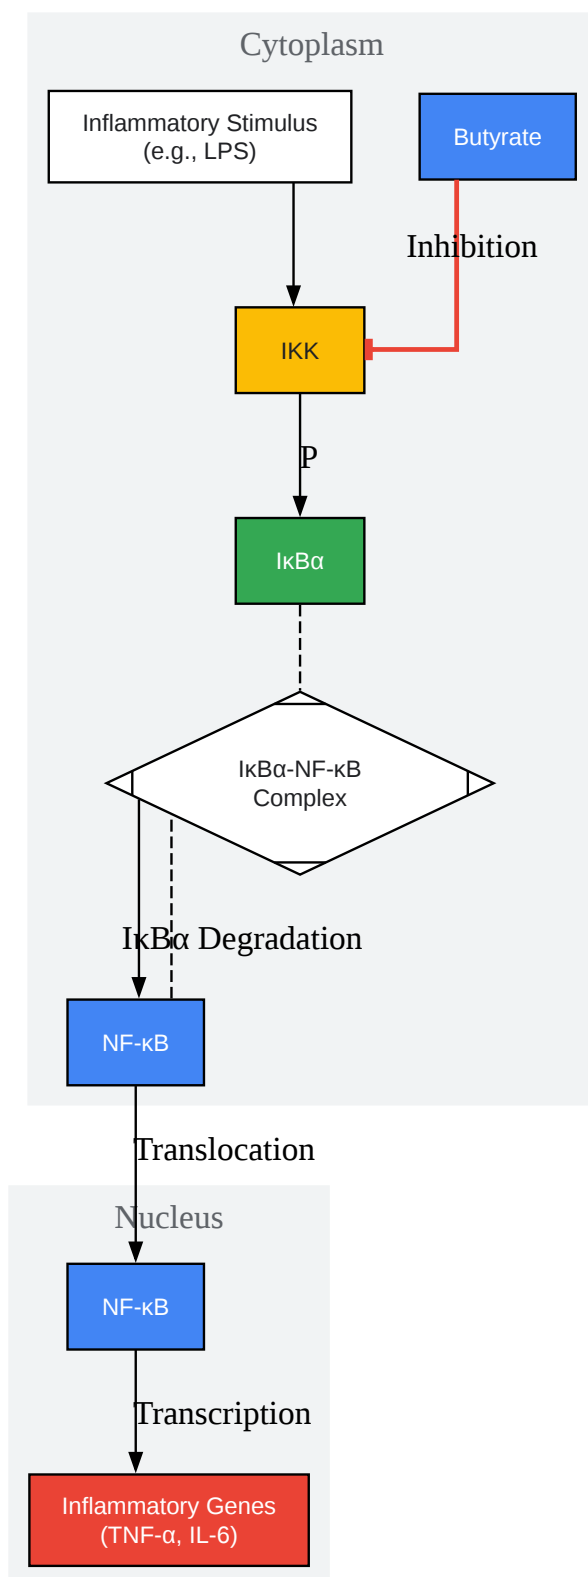 Cytoplasm
Inflammatory Stimulus
(e.g., LPS)
Butyrate
Inhibition
IKK
P
IκBα
IκBα-NF-κB
Complex
IκBα Degradation
NF-κB
Translocation
Nucleus
NF-κB
Transcription
Inflammatory Genes
(TNF-α, IL-6)